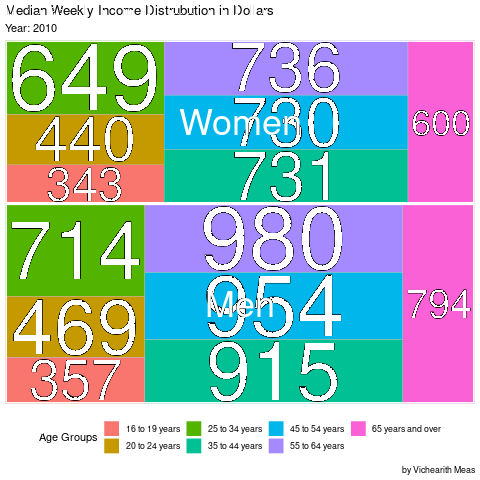 Median Weekly Income Distrubution in Dollars
Year: 2010
649
736
440
730
Women
600
343
731
714
980
469
954
Men
794
357
915
Age Groups
16 to 19 years
25 to 34 years
45 to 54 years
65 years and over
20 to 24 years
35 to 44 years
55 to 64 years
by Vichearith Meas